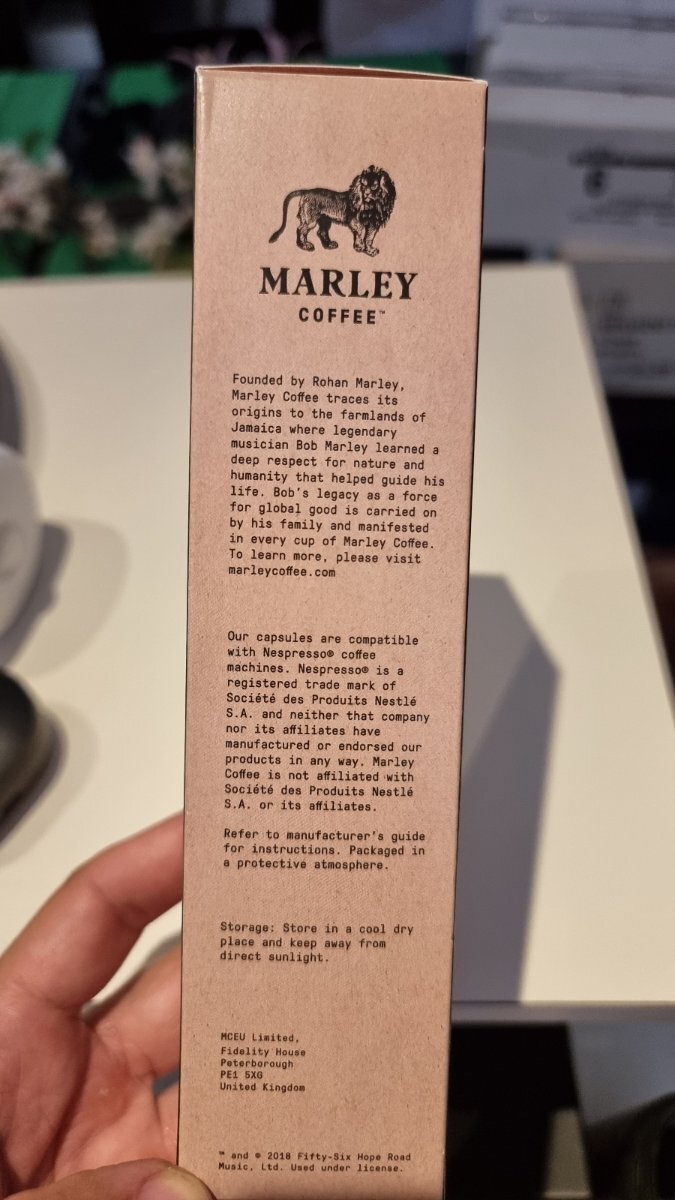 MARLEY
COFFEE™
Founded by Rohan Marley,
Marley Coffee traces its
origins to the farmlands of
Jamaica where legendary
musician Bob Marley learned a
deep respect for nature and
humanity that helped guide his
life. Bob's legacy as a force
for global good is carried on
by his family and manifested
in every cup of Marley Coffee.
To learn more, please visit
marleycoffee.com
Our capsules are compatible
with Nespresso® coffee
machines. Nespresso® is a
registered trade mark of
Société des Produits Nestlé
S.A. and neither that company
nor its affiliates have
manufactured or endorsed our
products in any way. Marley
Coffee is not affiliated with
Société des Produits Nestlé
S.A. or its affiliates.
Refer to manufacturer's guide
for instructions. Packaged in
a protective atmosphere.
Storage: Store in a cool dry
place and keep away from
direct sunlight.
MCEU Limited,
Fidelity House
Peterborough
PE1 5XG
United Kingdom
™ and © 2018 Fifty-Six Hope Road
Music, Ltd. Used under license.